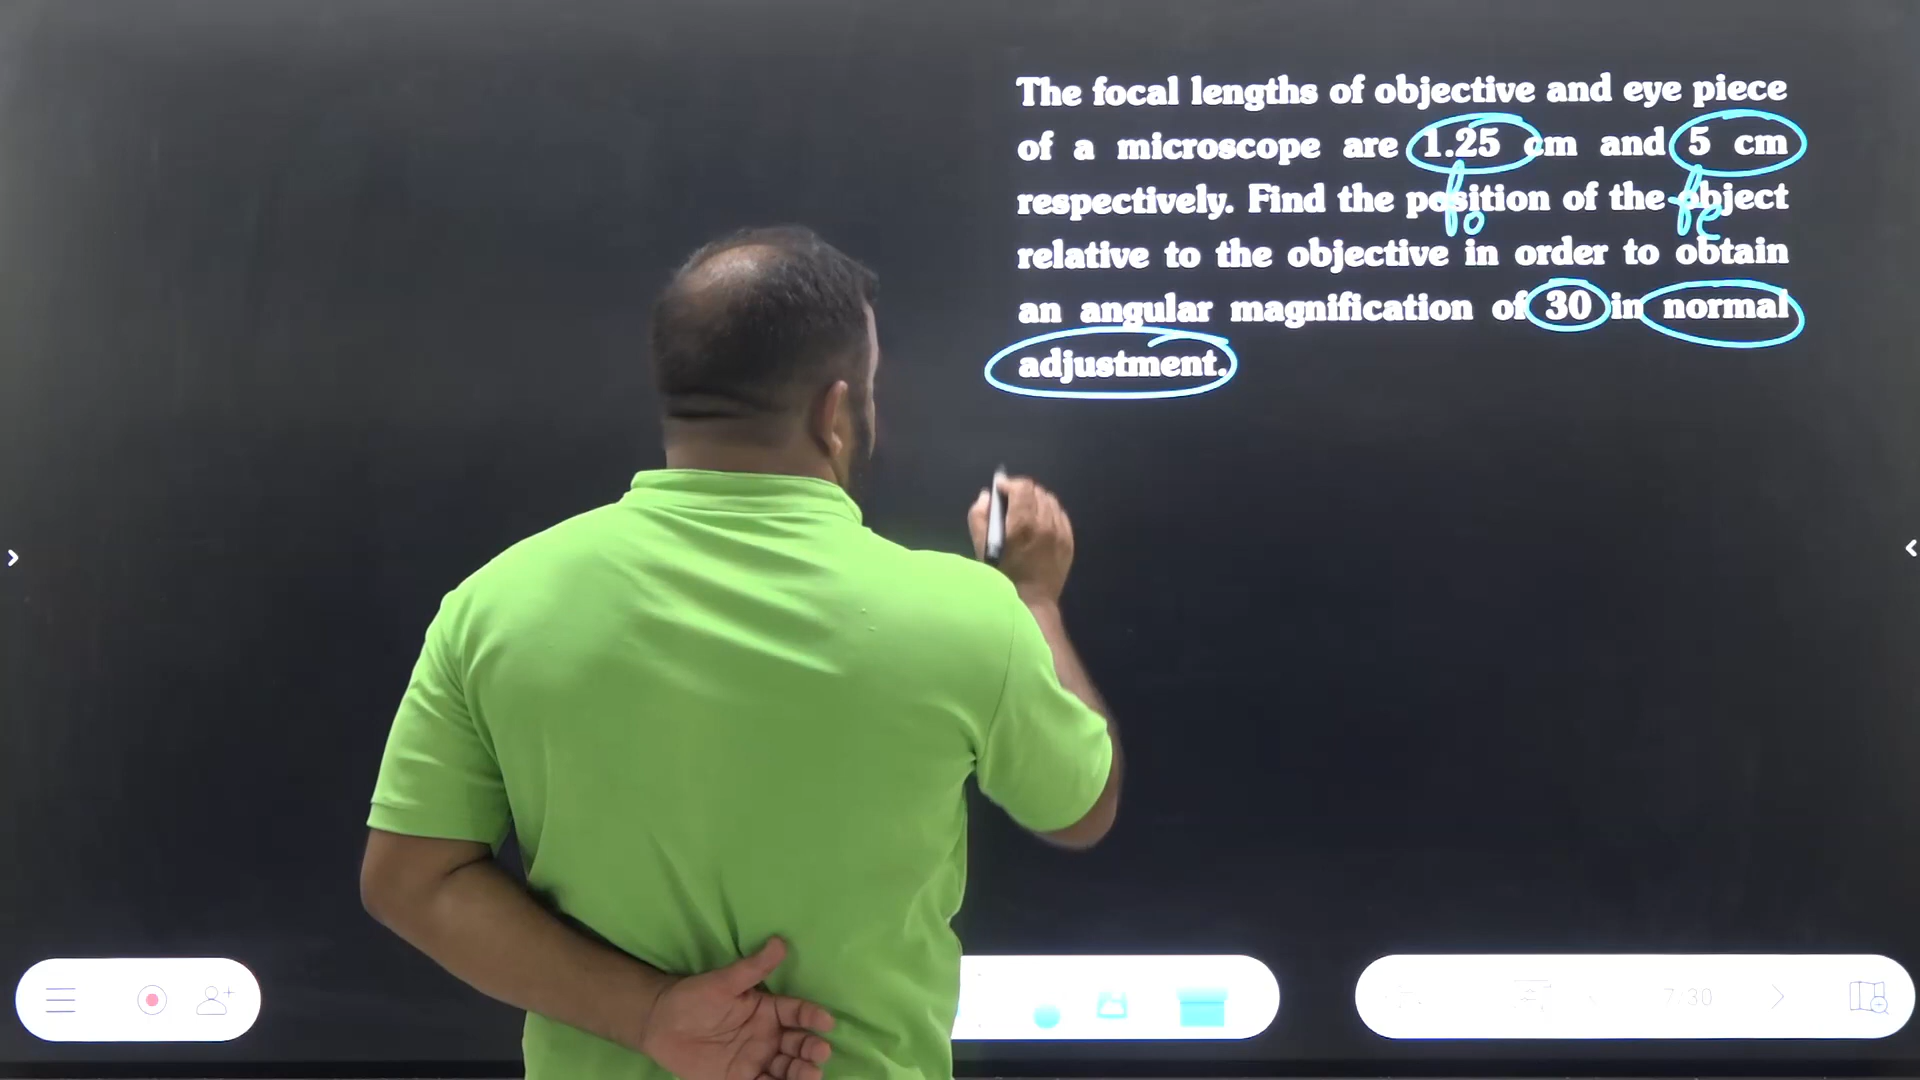 The focal lengths of objective and eye piece
of a microscope are 1.25 cm and 5 cm
fo fe
respectively. Find the position of the object
relative to the objective in order to obtain
an angular magnification of 30 in normal
adjustment.
7/30